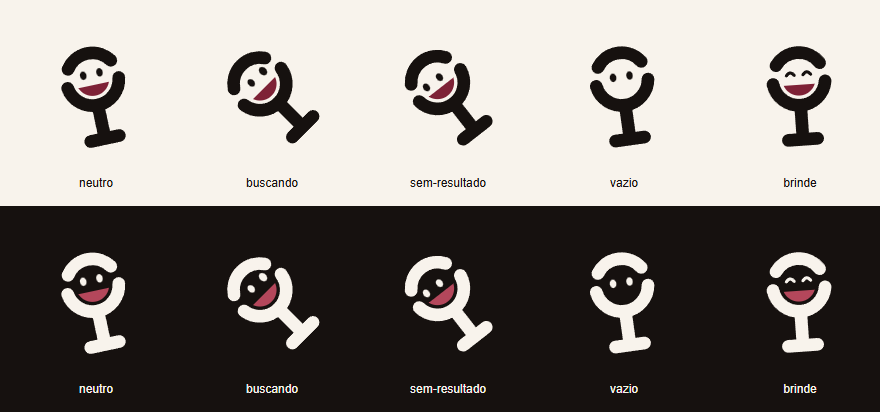 neutro
buscando
sem-resultado
vazio
brinde
neutro
buscando
sem-resultado
vazio
brinde